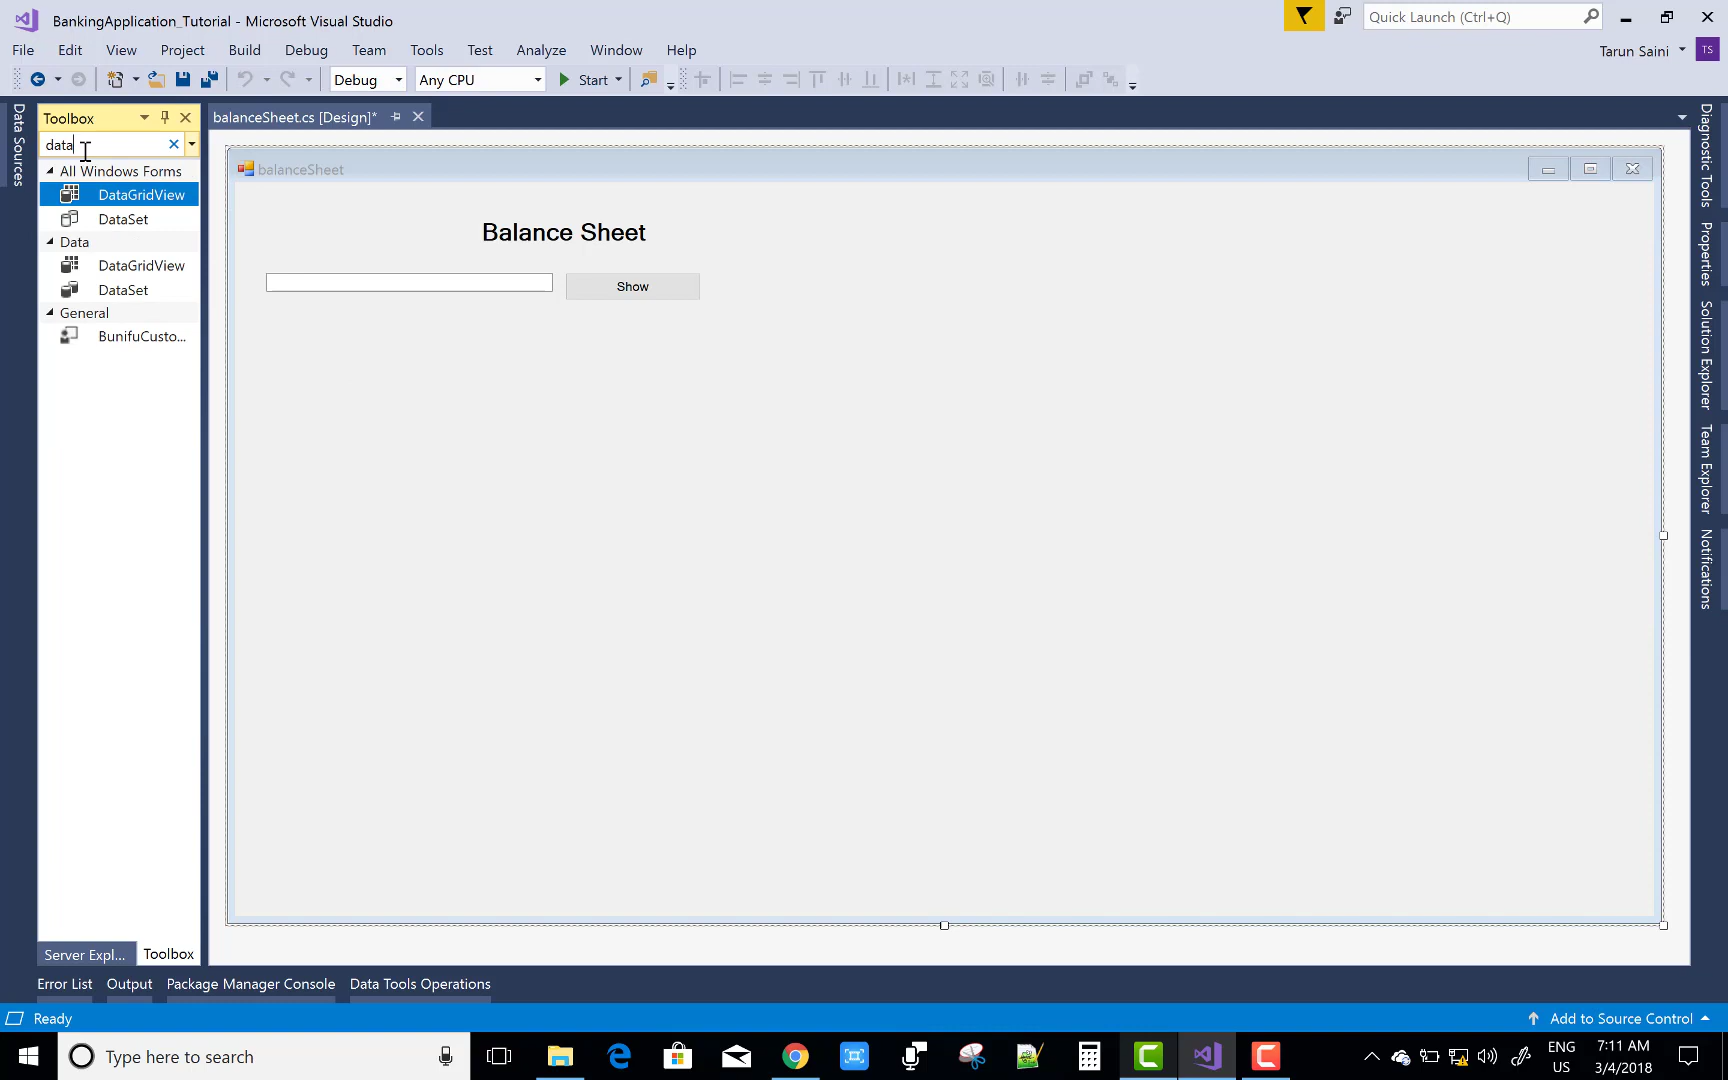 BankingApplication_Tutorial - Microsoft Visual Studio
Quick Launch (Ctrl+Q)
File Edit View Project Build Debug Team Tools Test Analyze Window Help
Tarun Saini TS
Debug Any CPU Start
Data Sources
Toolbox
data
All Windows Forms
DataGridView
DataSet
Data
DataGridView
DataSet
General
BunifuCusto...
Server Expl... Toolbox
balanceSheet.cs [Design]*
balanceSheet
Balance Sheet
Show
Diagnostic Tools
Properties
Solution Explorer
Team Explorer
Notifications
Error List Output Package Manager Console Data Tools Operations
Ready
Add to Source Control
Type here to search
ENG
US
7:11 AM
3/4/2018